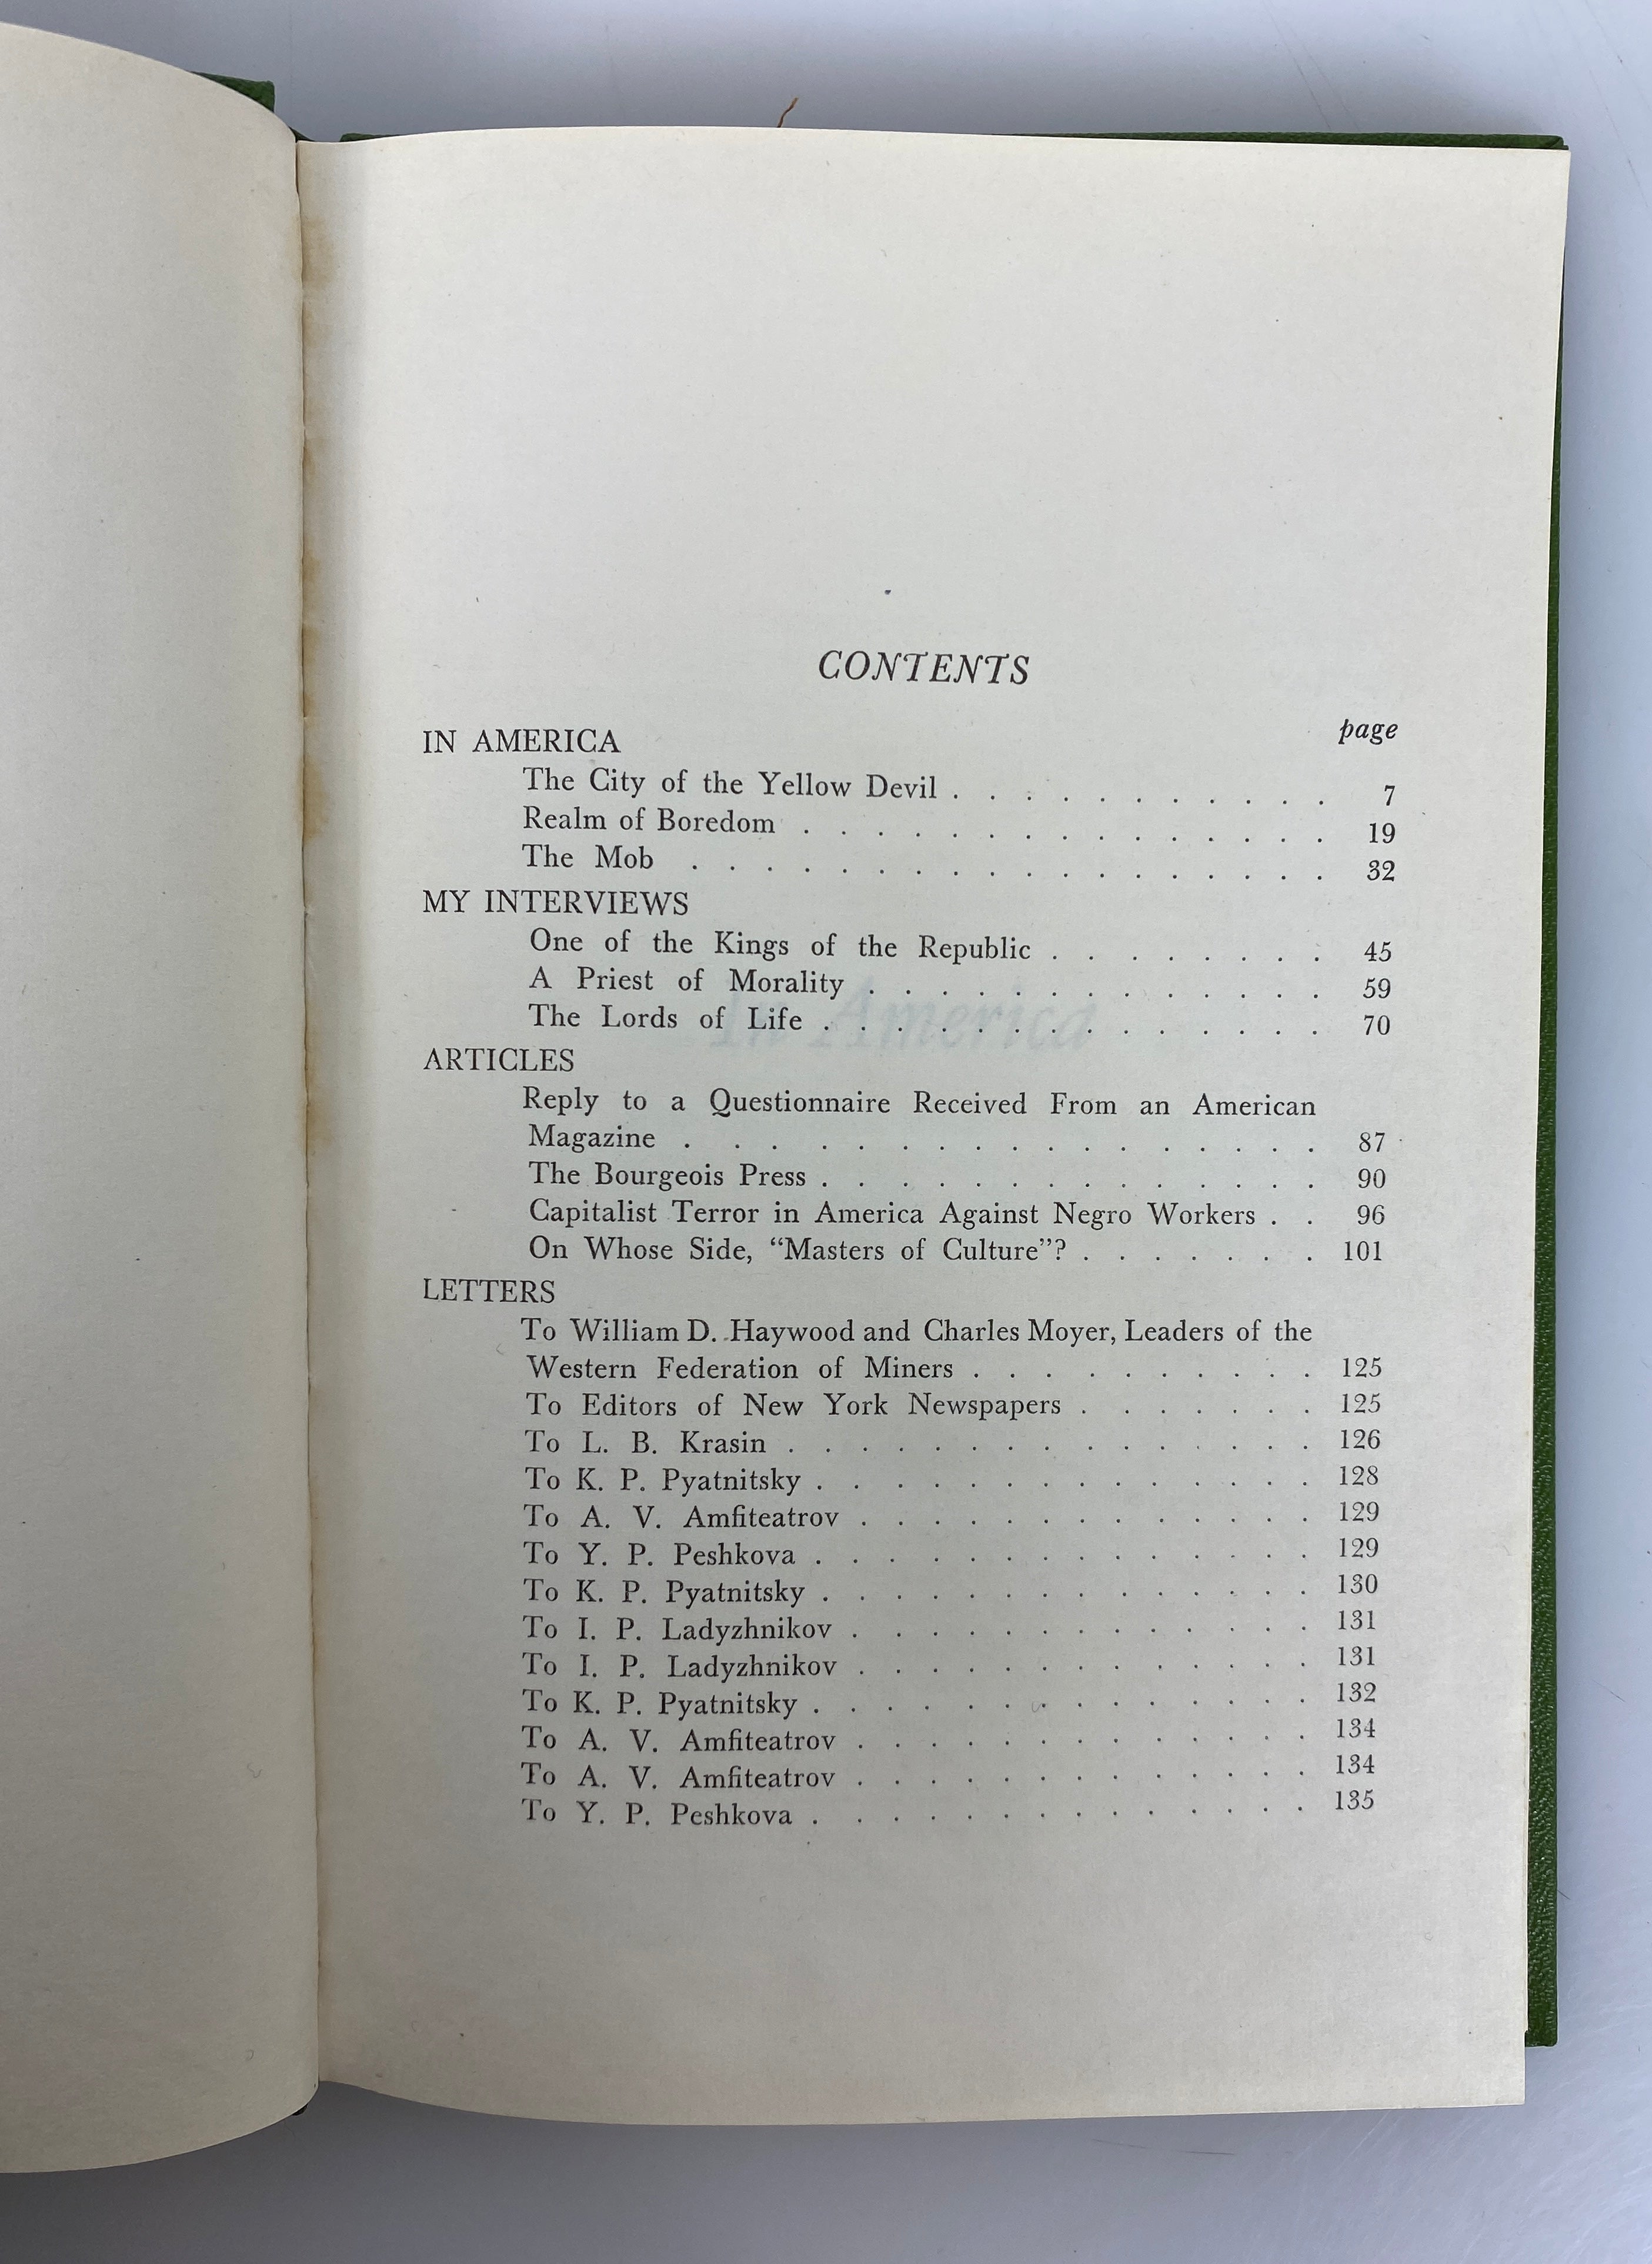 CONTENTS
page
IN AMERICA
The City of the Yellow Devil . . . . . . . . . . . 7
Realm of Boredom . . . . . . . . . . . . . . . 19
The Mob . . . . . . . . . . . . . . . . . . 32
MY INTERVIEWS
One of the Kings of the Republic . . . . . . . . 45
A Priest of Morality . . . . . . . . . . . . . 59
The Lords of Life . . . . . . . . . . . . . . 70
In America
ARTICLES
Reply to a Questionnaire Received From an American
Magazine . . . . . . . . . . . . . . . . 87
The Bourgeois Press . . . . . . . . . . . . . . 90
Capitalist Terror in America Against Negro Workers . . 96
On Whose Side, “Masters of Culture”? . . . . . . . 101
LETTERS
To William D. Haywood and Charles Moyer, Leaders of the
Western Federation of Miners . . . . . . . . . . 125
To Editors of New York Newspapers . . . . . . . 125
To L. B. Krasin . . . . . . . . . . . . . . . 126
To K. P. Pyatnitsky . . . . . . . . . . . . . . 128
To A. V. Amfiteatrov . . . . . . . . . . . . . 129
To Y. P. Peshkova . . . . . . . . . . . . . . 129
To K. P. Pyatnitsky . . . . . . . . . . . . . . 130
To I. P. Ladyzhnikov . . . . . . . . . . . . . 131
To I. P. Ladyzhnikov . . . . . . . . . . . . . 131
To K. P. Pyatnitsky . . . . . . . . . . . . . . 132
To A. V. Amfiteatrov . . . . . . . . . . . . . 134
To A. V. Amfiteatrov . . . . . . . . . . . . . 134
To Y. P. Peshkova . . . . . . . . . . . . . . 135